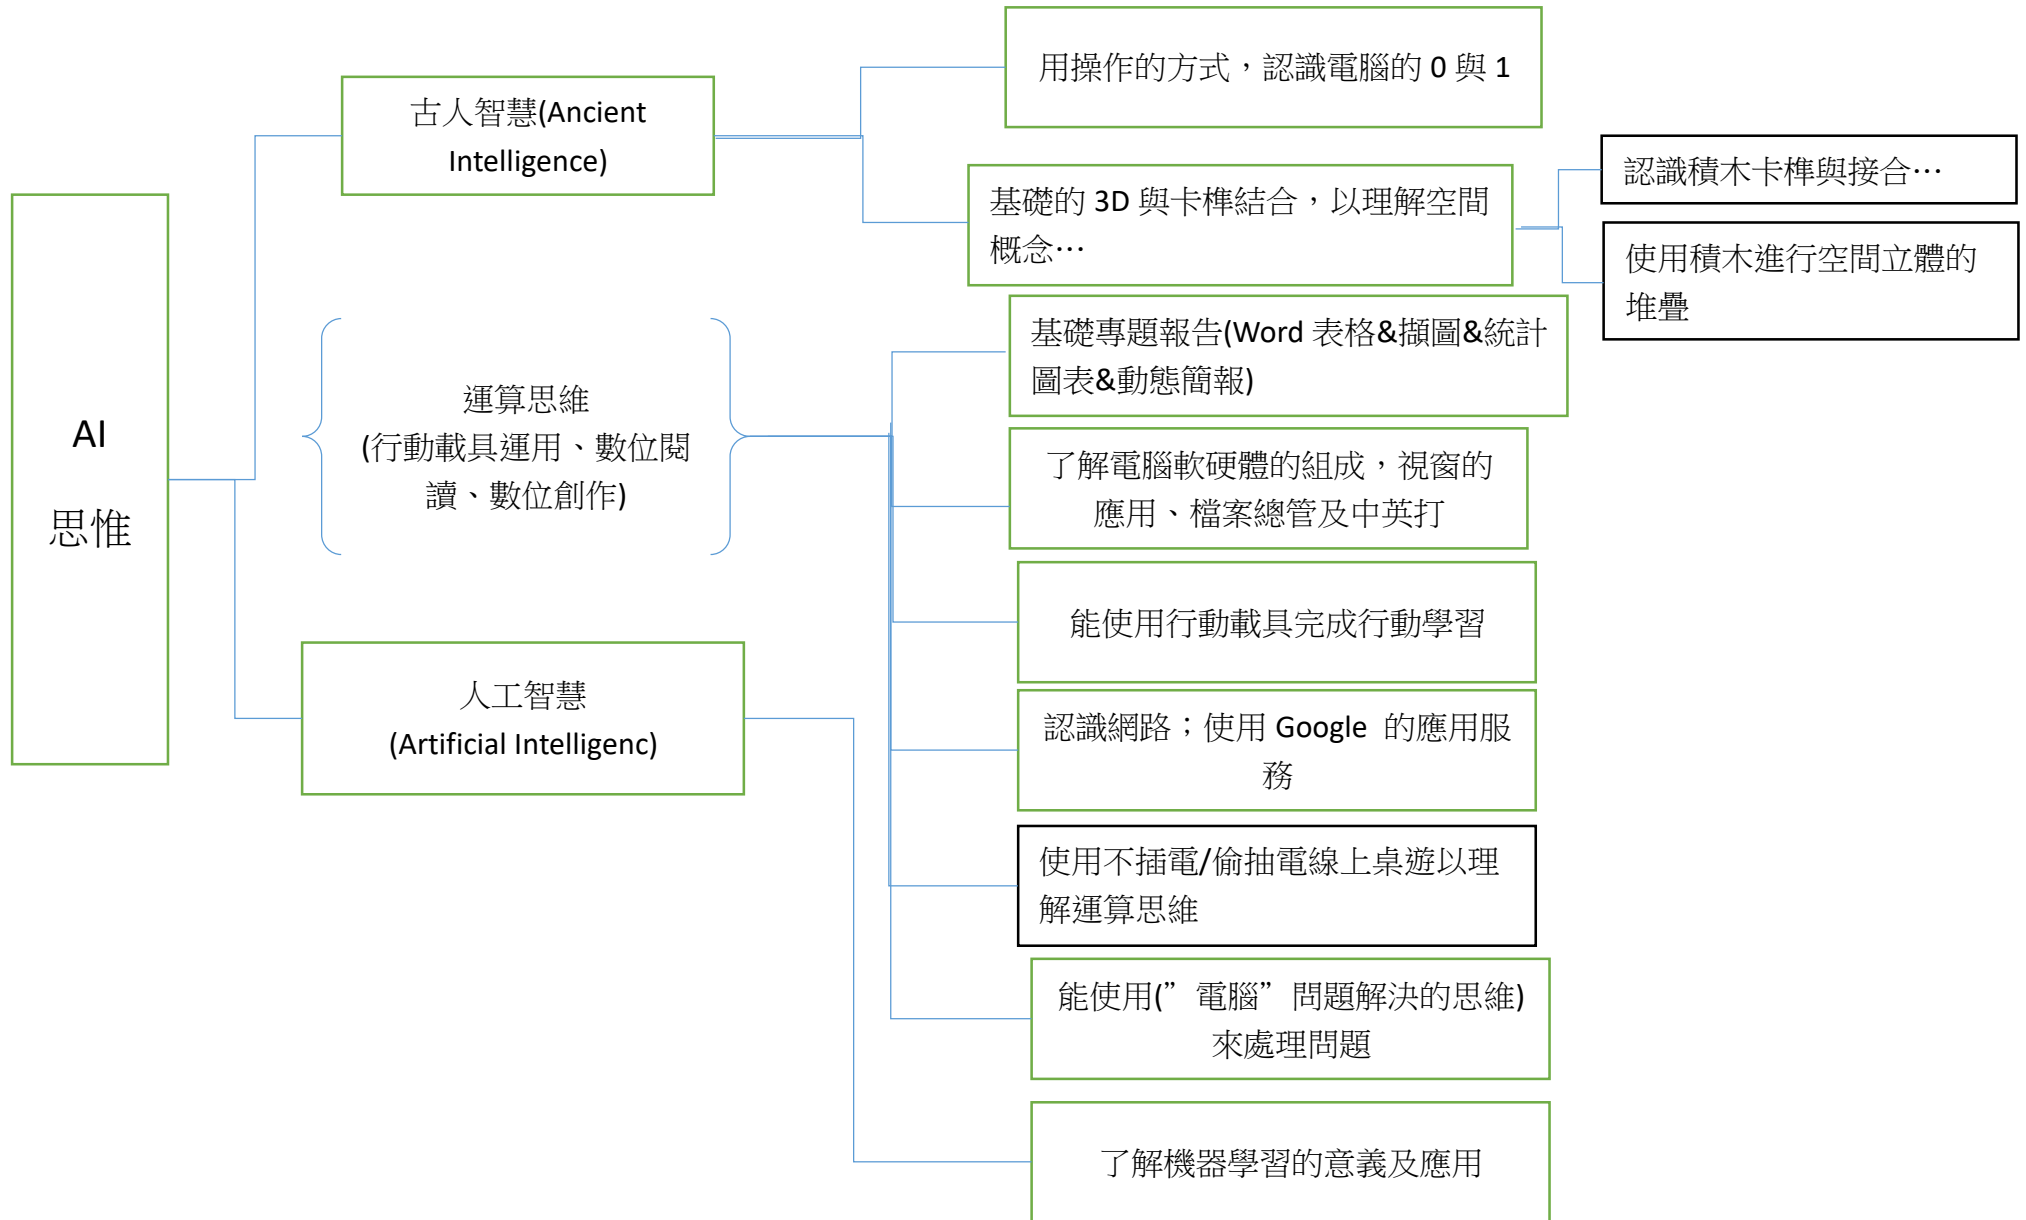 AI
思惟
古人智慧(Ancient
Intelligence)
運算思維
(行動載具運用、數位閱
讀、數位創作)
人工智慧
(Artificial Intelligenc)
用操作的方式，認識電腦的 0 與 1
基礎的 3D 與卡榫結合，以理解空間
概念…
認識積木卡榫與接合…
使用積木進行空間立體的
堆疊
基礎專題報告(Word 表格&擷圖&統計
圖表&動態簡報)
了解電腦軟硬體的組成，視窗的
應用、檔案總管及中英打
能使用行動載具完成行動學習
認識網路；使用 Google 的應用服
務
使用不插電/偷抽電線上桌遊以理
解運算思維
能使用(”電腦”問題解決的思維)
來處理問題
了解機器學習的意義及應用